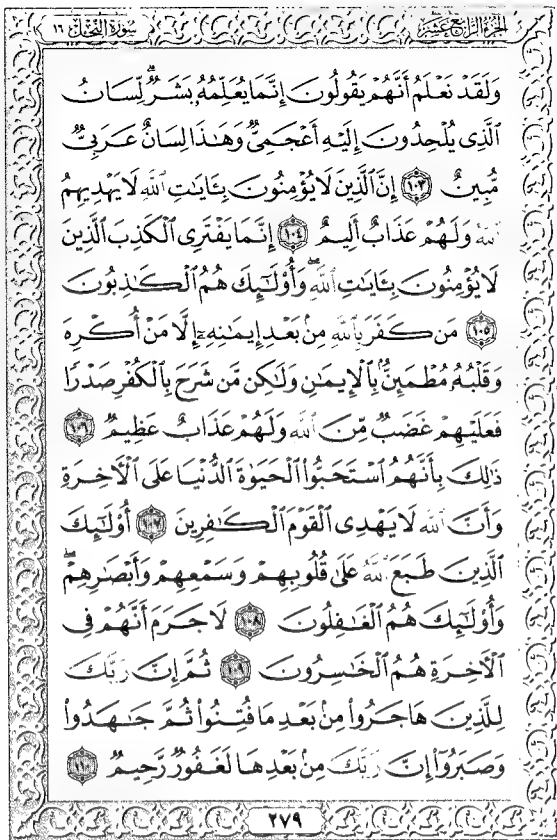 الجزء الرابع عشر
سورة النحل ١٦
وَلَقَدْ نَعْلَمُ أَنَّهُمْ يَقُولُونَ إِنَّمَا يُعَلِّمُهُۥ بَشَرٌۗ لِّسَانُ
ٱلَّذِى يُلْحِدُونَ إِلَيْهِ أَعْجَمِىٌّ وَهَٰذَا لِسَانٌ عَرَبِىٌّ
مُّبِينٌ ١٠٣ إِنَّ ٱلَّذِينَ لَا يُؤْمِنُونَ بِـَٔايَٰتِ ٱللَّهِ لَا يَهْدِيهِمُ
ٱللَّهُ وَلَهُمْ عَذَابٌ أَلِيمٌ ١٠٤ إِنَّمَا يَفْتَرِى ٱلْكَذِبَ ٱلَّذِينَ
لَا يُؤْمِنُونَ بِـَٔايَٰتِ ٱللَّهِۖ وَأُو۟لَٰٓئِكَ هُمُ ٱلْكَٰذِبُونَ
١٠٥ مَن كَفَرَ بِٱللَّهِ مِنۢ بَعْدِ إِيمَٰنِهِۦٓ إِلَّا مَنْ أُكْرِهَ
وَقَلْبُهُۥ مُطْمَئِنٌّۢ بِٱلْإِيمَٰنِ وَلَٰكِن مَّن شَرَحَ بِٱلْكُفْرِ صَدْرًا
فَعَلَيْهِمْ غَضَبٌ مِّنَ ٱللَّهِ وَلَهُمْ عَذَابٌ عَظِيمٌ ١٠٦
ذَٰلِكَ بِأَنَّهُمُ ٱسْتَحَبُّوا۟ ٱلْحَيَوٰةَ ٱلدُّنْيَا عَلَى ٱلْءَاخِرَةِ
وَأَنَّ ٱللَّهَ لَا يَهْدِى ٱلْقَوْمَ ٱلْكَٰفِرِينَ ١٠٧ أُو۟لَٰٓئِكَ
ٱلَّذِينَ طَبَعَ ٱللَّهُ عَلَىٰ قُلُوبِهِمْ وَسَمْعِهِمْ وَأَبْصَٰرِهِمْۖ
وَأُو۟لَٰٓئِكَ هُمُ ٱلْغَٰفِلُونَ ١٠٨ لَا جَرَمَ أَنَّهُمْ فِى
ٱلْءَاخِرَةِ هُمُ ٱلْخَٰسِرُونَ ١٠٩ ثُمَّ إِنَّ رَبَّكَ
لِلَّذِينَ هَاجَرُوا۟ مِنۢ بَعْدِ مَا فُتِنُوا۟ ثُمَّ جَٰهَدُوا۟
وَصَبَرُوٓا۟ إِنَّ رَبَّكَ مِنۢ بَعْدِهَا لَغَفُورٌ رَّحِيمٌ ١١٠
٢٧٩